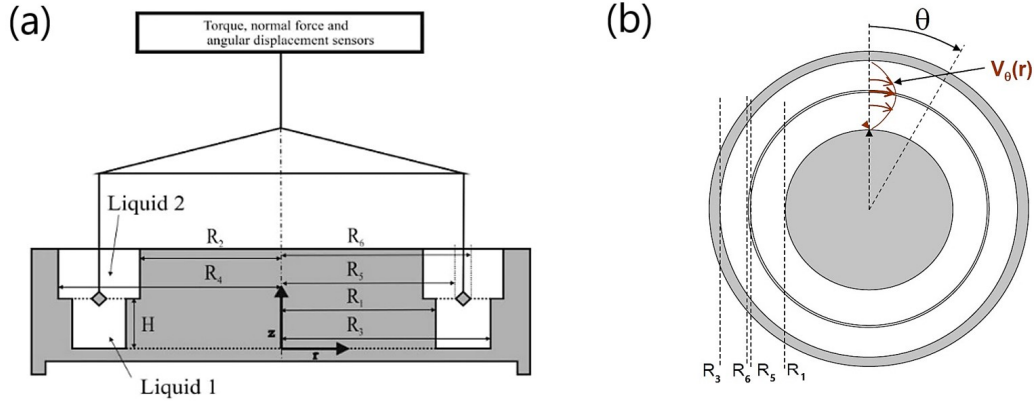 (a)
Torque, normal force and
angular displacement sensors
Liquid 2
R2
R6
R4
R5
R1
H
R3
z
r
Liquid 1
(b)
θ
Vθ(r)
R3 R6 R5 R1